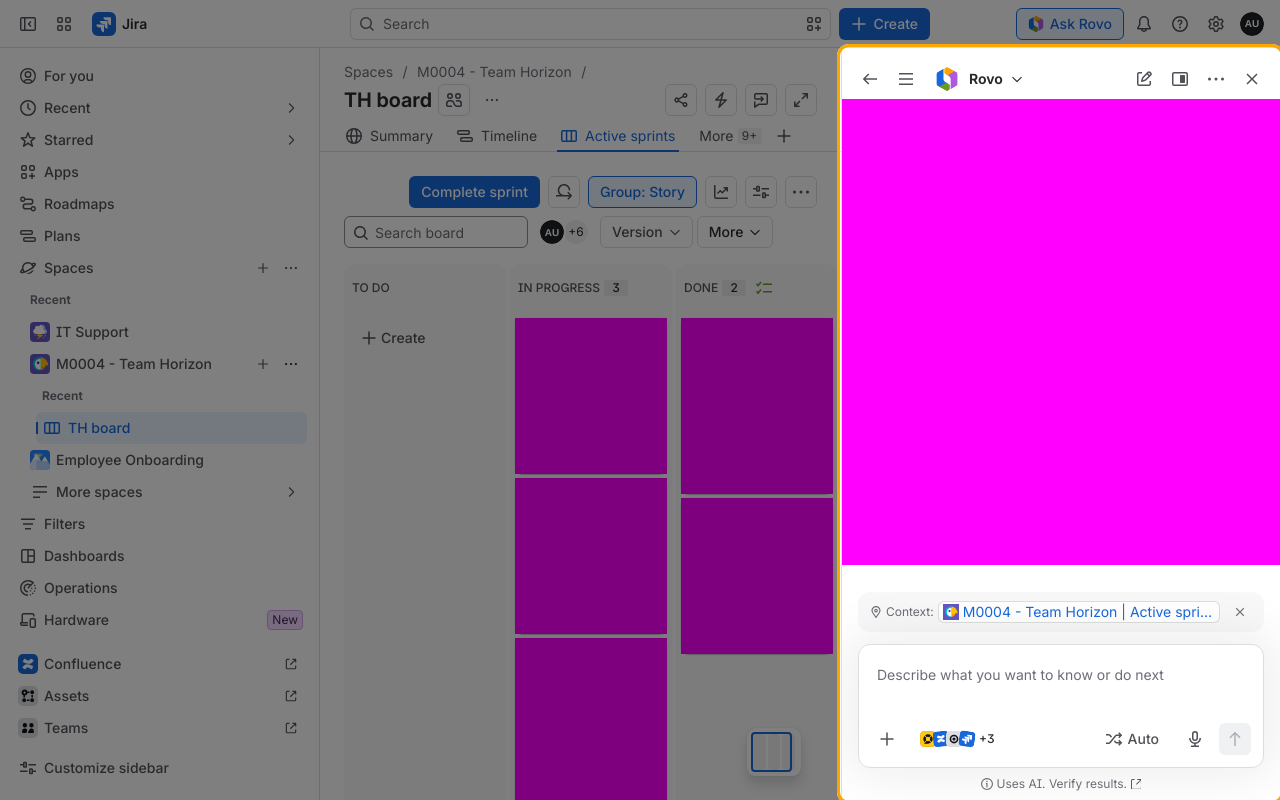 Jira
Search
Create
Ask Rovo
AU
For you
Recent
Starred
Apps
Roadmaps
Plans
Spaces
Recent
IT Support
M0004 - Team Horizon
Recent
TH board
Employee Onboarding
More spaces
Filters
Dashboards
Operations
Hardware
New
Confluence
Assets
Teams
Customize sidebar
Spaces / M0004 - Team Horizon /
TH board
Summary
Timeline
Active sprints
More 9+
Complete sprint
Group: Story
Search board
AU +6
Version
More
TO DO
IN PROGRESS 3
DONE 2
Create
Rovo
Context: M0004 - Team Horizon | Active spri...
Describe what you want to know or do next
+3
Auto
Uses AI. Verify results.